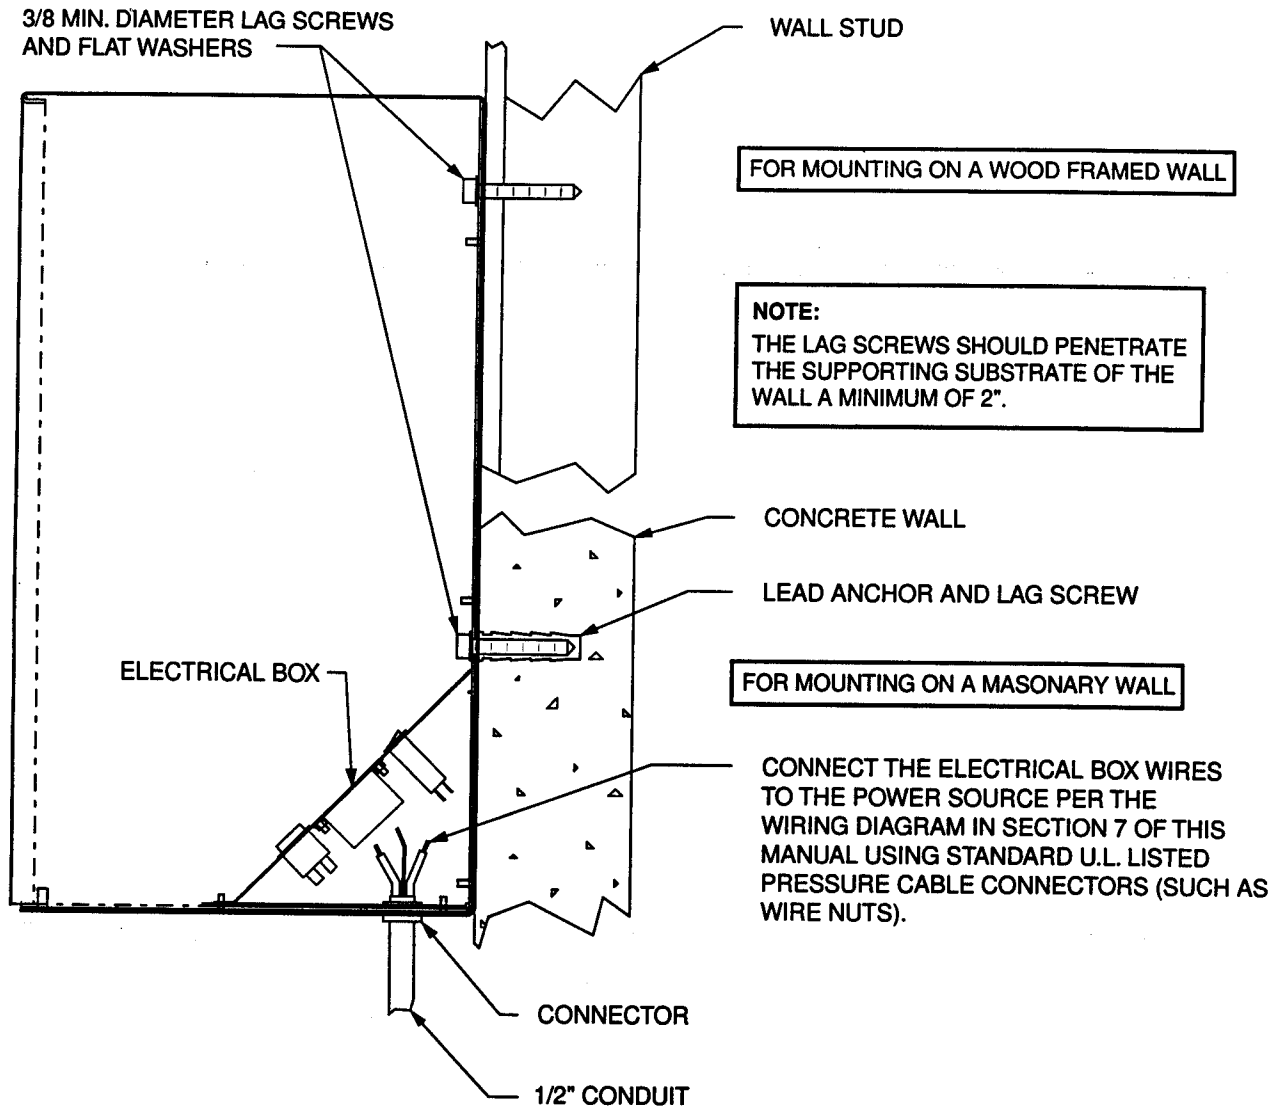 3/8 MIN. DIAMETER LAG SCREWS
AND FLAT WASHERS
WALL STUD
FOR MOUNTING ON A WOOD FRAMED WALL
NOTE:
THE LAG SCREWS SHOULD PENETRATE
THE SUPPORTING SUBSTRATE OF THE
WALL A MINIMUM OF 2".
CONCRETE WALL
LEAD ANCHOR AND LAG SCREW
ELECTRICAL BOX
FOR MOUNTING ON A MASONARY WALL
CONNECT THE ELECTRICAL BOX WIRES
TO THE POWER SOURCE PER THE
WIRING DIAGRAM IN SECTION 7 OF THIS
MANUAL USING STANDARD U.L. LISTED
PRESSURE CABLE CONNECTORS (SUCH AS
WIRE NUTS).
CONNECTOR
1/2" CONDUIT